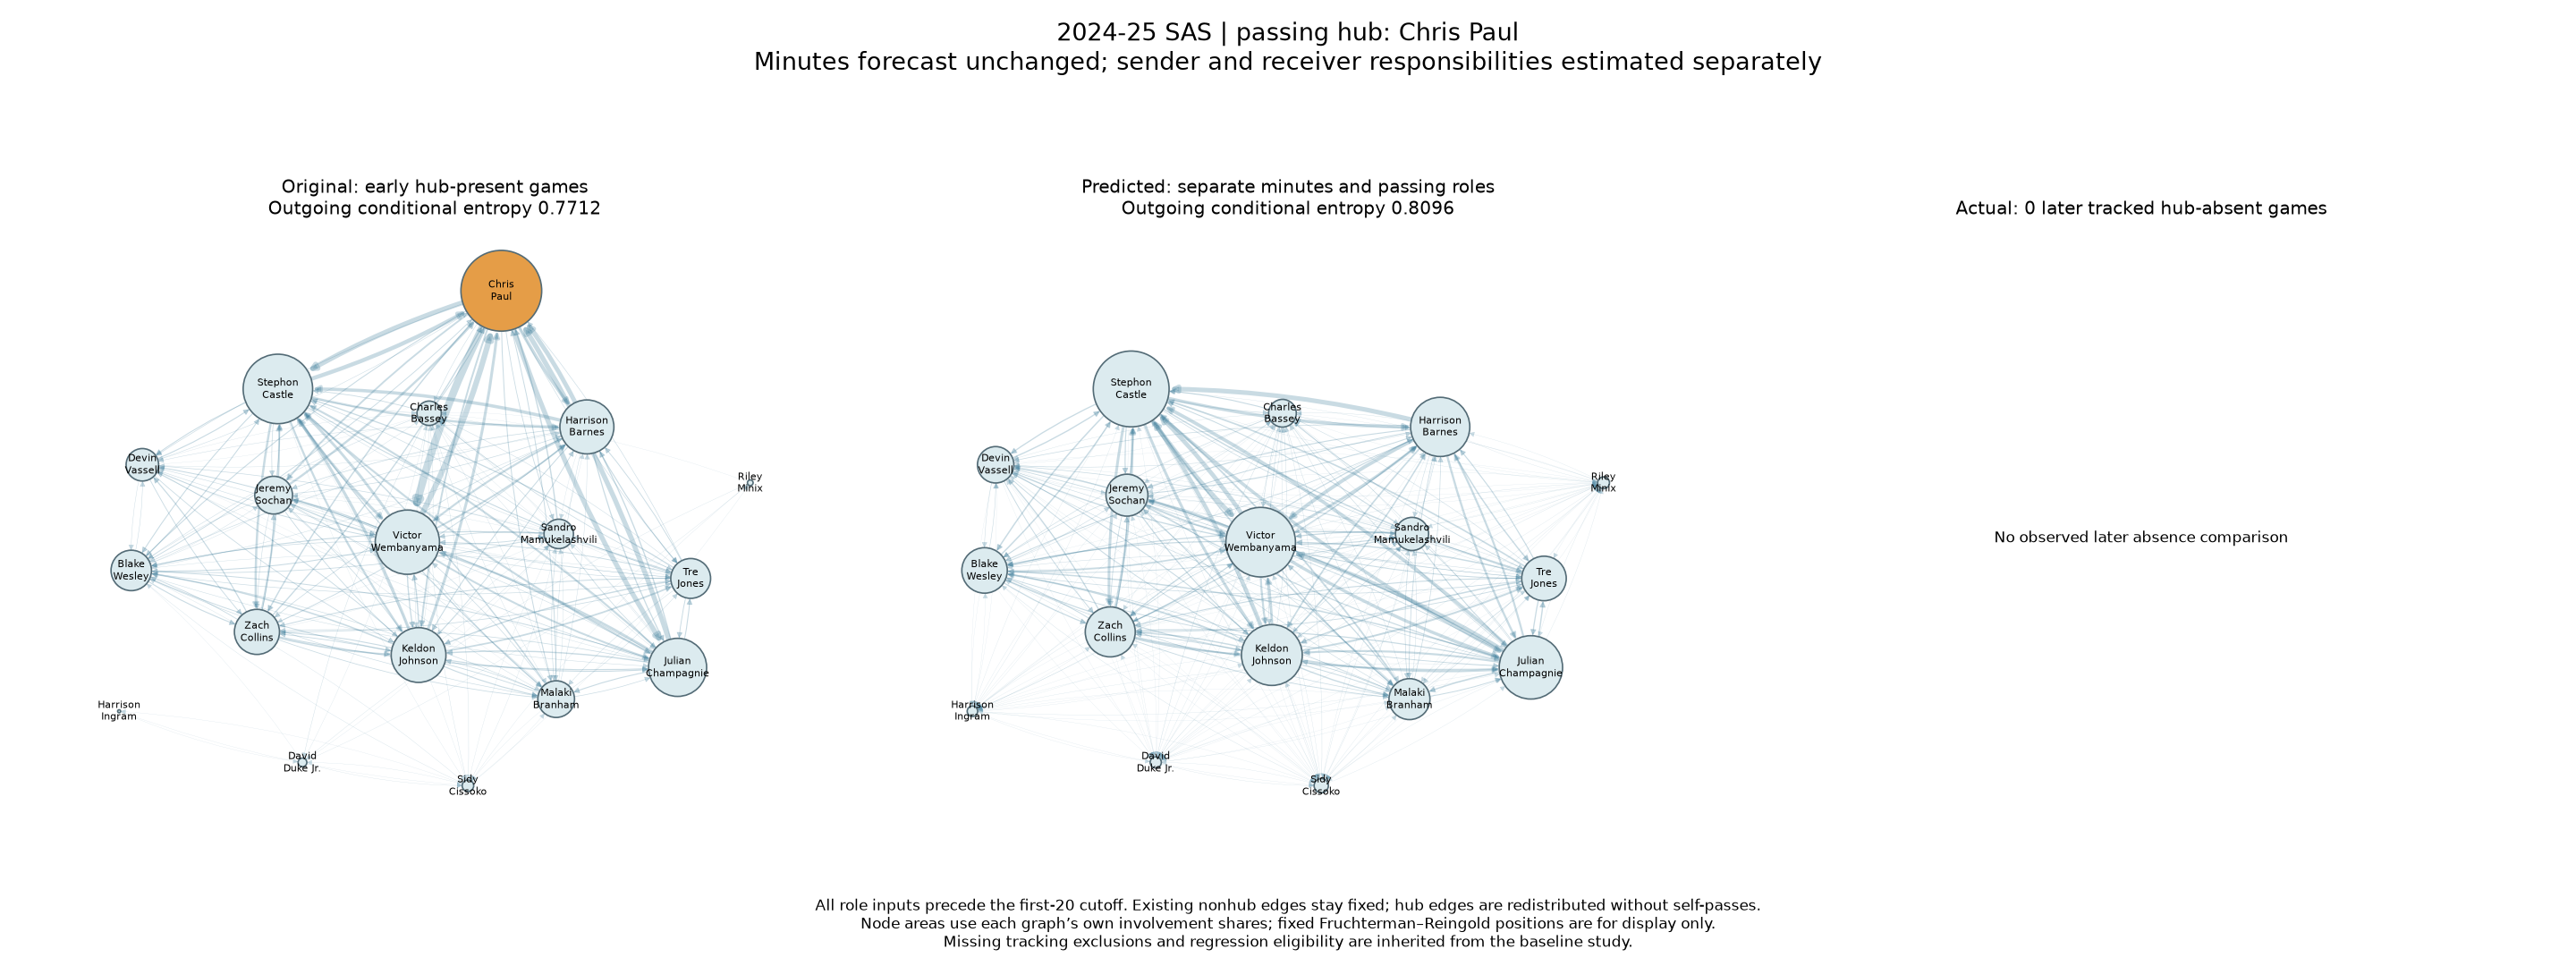 2024-25 SAS | passing hub: Chris Paul
Minutes forecast unchanged; sender and receiver responsibilities estimated separately
Original: early hub-present games
Outgoing conditional entropy 0.7712
Chris
Paul
Stephon
Castle
Charles
Bassey
Harrison
Barnes
Devin
Vassell
Riley
Minix
Jeremy
Sochan
Victor
Wembanyama
Sandro
Mamukelashvili
Blake
Wesley
Tre
Jones
Zach
Collins
Keldon
Johnson
Julian
Champagnie
Malaki
Branham
Harrison
Ingram
David
Duke Jr.
Sidy
Cissoko
Predicted: separate minutes and passing roles
Outgoing conditional entropy 0.8096
Stephon
Castle
Charles
Bassey
Harrison
Barnes
Devin
Vassell
Riley
Minix
Jeremy
Sochan
Victor
Wembanyama
Sandro
Mamukelashvili
Blake
Wesley
Tre
Jones
Zach
Collins
Keldon
Johnson
Julian
Champagnie
Malaki
Branham
Harrison
Ingram
David
Duke Jr.
Sidy
Cissoko
Actual: 0 later tracked hub-absent games
No observed later absence comparison
All role inputs precede the first-20 cutoff. Existing nonhub edges stay fixed; hub edges are redistributed without self-passes.
Node areas use each graph’s own involvement shares; fixed Fruchterman–Reingold positions are for display only.
Missing tracking exclusions and regression eligibility are inherited from the baseline study.